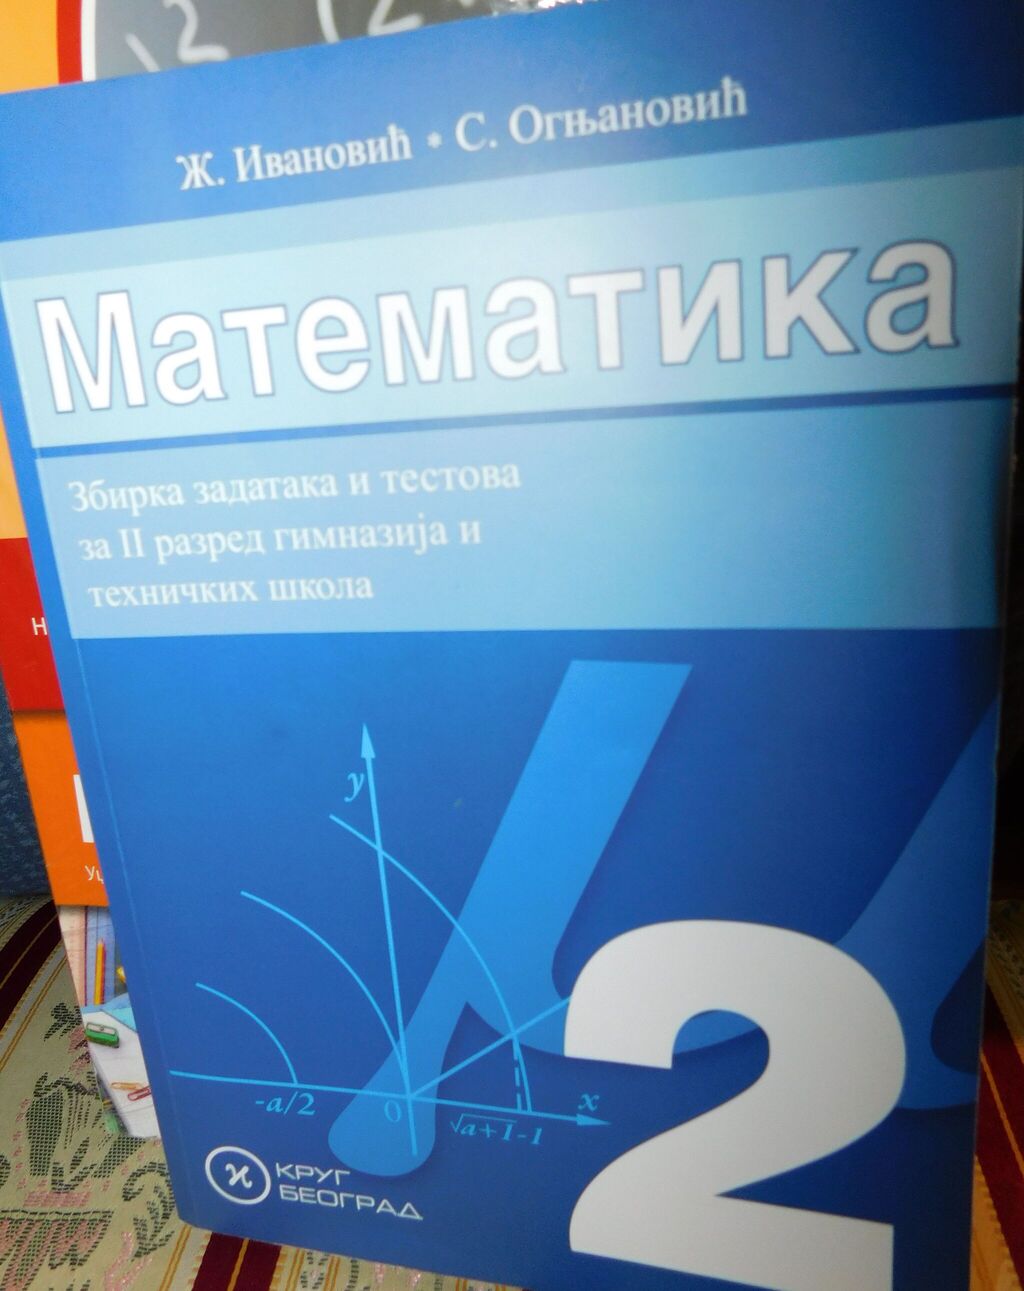 Ж. Ивановић • С. Огњановић
Математика
Збирка задатака и тестова
за II разред гимназија и
техничких школа
y
-a/2
0
√a+1-1
x
2
КРУГ
БЕОГРАД